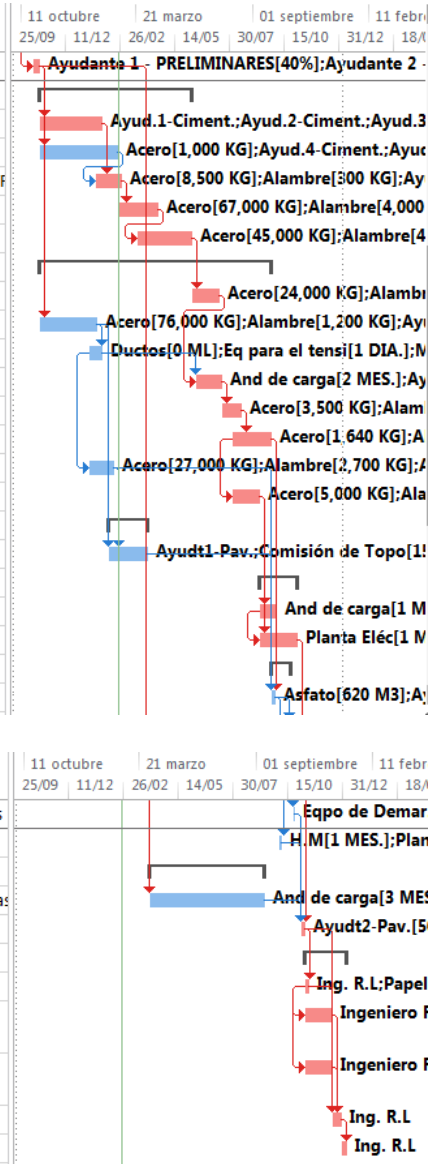 11 octubre 21 marzo 01 septiembre 11 febr
25/09 11/12 26/02 14/05 30/07 15/10 31/12 18/0
Ayudante 1 - PRELIMINARES[40%];Ayudante 2 -
Ayud.1-Ciment.;Ayud.2-Ciment.;Ayud.3
Acero[1,000 KG];Ayud.4-Ciment.;Ayud
Acero[8,500 KG];Alambre[300 KG];Ay
Acero[67,000 KG];Alambre[4,000
Acero[45,000 KG];Alambre[4
Acero[24,000 KG];Alambr
Acero[76,000 KG];Alambre[1,200 KG];Ayu
Ductos[0 ML];Eq para el tensi[1 DIA.];M
And de carga[2 MES.];Ay
Acero[3,500 KG];Alam
Acero[1,640 KG];A
Acero[27,000 KG];Alambre[2,700 KG];A
Acero[5,000 KG];Ala
Ayudt1-Pav.;Comisión de Topo[1
And de carga[1 M
Planta Eléc[1 M
Asfato[620 M3];Ay
11 octubre 21 marzo 01 septiembre 11 febr
25/09 11/12 26/02 14/05 30/07 15/10 31/12 18/
Eqpo de Demar
H.M[1 MES.];Plan
And de carga[3 MES
Ayudt2-Pav.[5
Ing. R.L;Papel
Ingeniero R
Ingeniero R
Ing. R.L
Ing. R.L